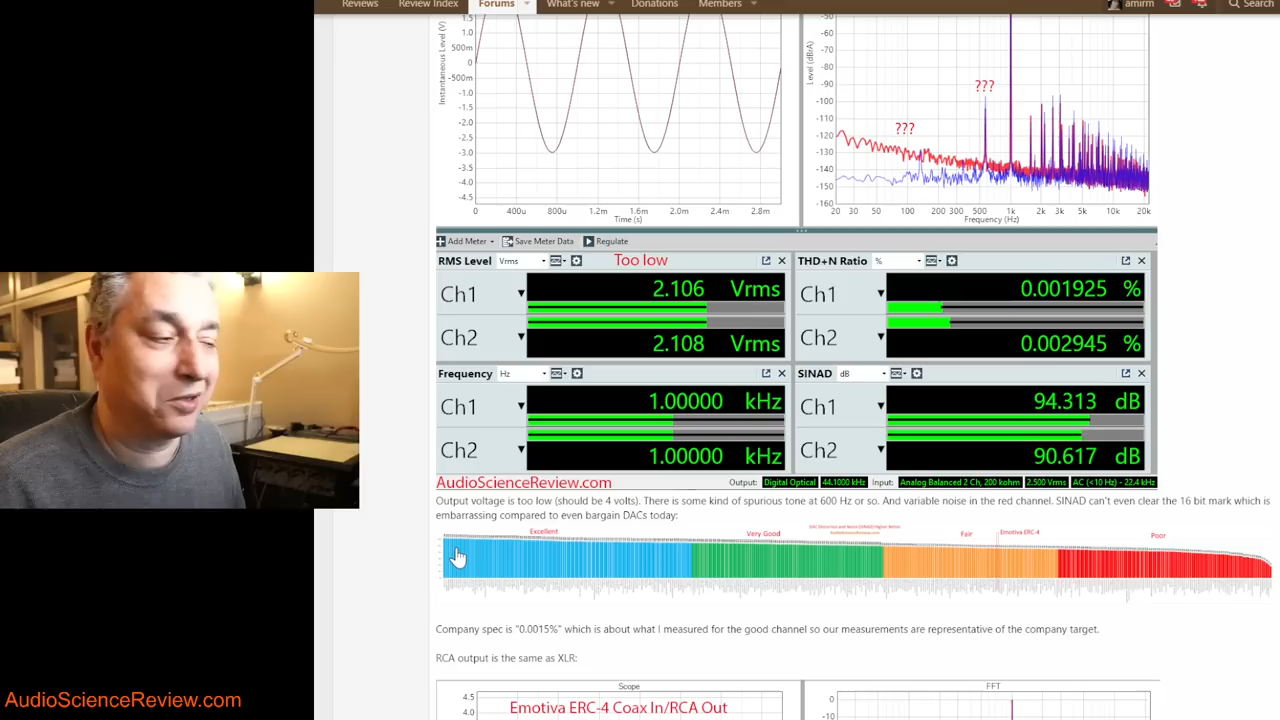 Reviews Review Index Forums What's new Donations Members amirm Search
Instantaneous Level (V)
1.5
1.0
500m
0
-500m
-1.0
-1.5
-2.0
-2.5
-3.0
-3.5
-4.0
-4.5
0 400u 800u 1.2m 1.6m 2.0m 2.4m 2.8m
Time (s)
Level (dBrA)
-50
-60
-70
-80
-90
-100
-110
-120
-130
-140
-150
-160
???
???
20 30 50 100 200 300 500 1k 2k 3k 5k 10k 20k
Frequency (Hz)
Add Meter Save Meter Data Regulate
RMS Level Vrms Too low
Ch1 2.106 Vrms
Ch2 2.108 Vrms
THD+N Ratio %
Ch1 0.001925 %
Ch2 0.002945 %
Frequency Hz
Ch1 1.00000 kHz
Ch2 1.00000 kHz
SINAD dB
Ch1 94.313 dB
Ch2 90.617 dB
AudioScienceReview.com Output: Digital Optical 44.1000 kHz Input: Analog Balanced 2 Ch, 200 kohm 2.500 Vrms AC (<10 Hz) - 22.4 kHz
Output voltage is too low (should be 4 volts). There is some kind of spurious tone at 600 Hz or so. And variable noise in the red channel. SINAD can't even clear the 16 bit mark which is
embarrassing compared to even bargain DACs today:
Excellent Very Good Fair Emotiva ERC-4 Poor
AudioScienceReview.com
Company spec is "0.0015%" which is about what I measured for the good channel so our measurements are representative of the company target.
RCA output is the same as XLR:
Scope
4.5
4.0
Emotiva ERC-4 Coax In/RCA Out
FFT
0
-10
AudioScienceReview.com